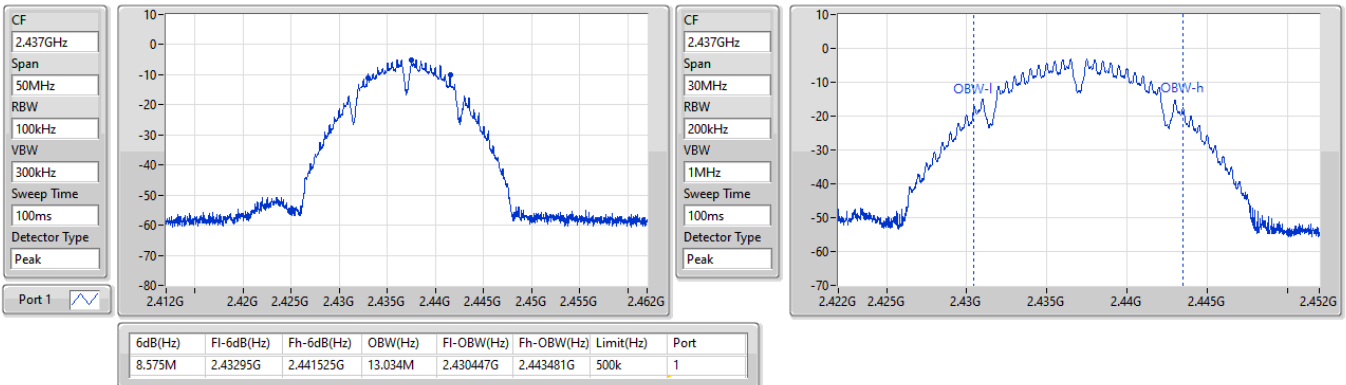 CF
2.437GHz
Span
50MHz
RBW
100kHz
VBW
300kHz
Sweep Time
100ms
Detector Type
Peak
Port 1
10
0
-10
-20
-30
-40
-50
-60
-70
-80
2.412G 2.42G 2.425G 2.43G 2.435G 2.44G 2.445G 2.45G 2.455G 2.462G
CF
2.437GHz
Span
30MHz
RBW
200kHz
VBW
1MHz
Sweep Time
100ms
Detector Type
Peak
10
0
-10
-20
-30
-40
-50
-60
-70
OBW-l OBW-h
2.422G 2.425G 2.43G 2.435G 2.44G 2.445G 2.452G
6dB(Hz) Fl-6dB(Hz) Fh-6dB(Hz) OBW(Hz) Fl-OBW(Hz) Fh-OBW(Hz) Limit(Hz) Port
8.575M 2.43295G 2.441525G 13.034M 2.430447G 2.443481G 500k 1